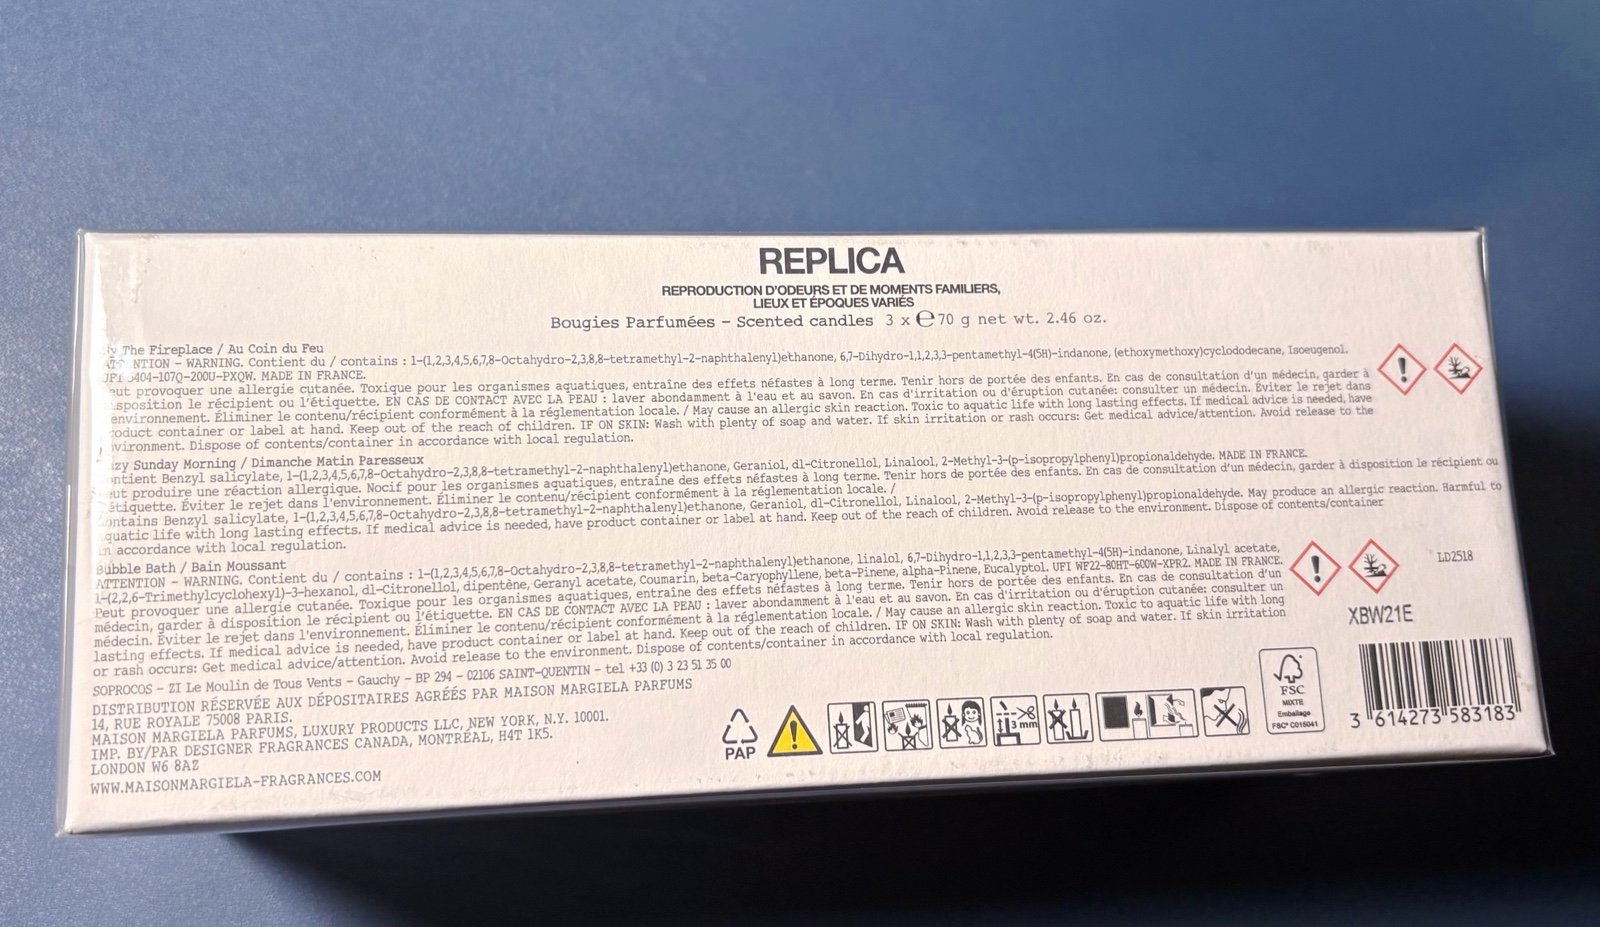 REPLICA
REPRODUCTION D'ODEURS ET DE MOMENTS FAMILIERS,
LIEUX ET ÉPOQUES VARIÉS
Bougies Parfumées – Scented candles 3 x ℮ 70 g net wt. 2.46 oz.
The Fireplace / Au Coin du Feu
– WARNING. Contient du / contains : 1-(1,2,3,4,5,6,7,8-Octahydro-2,3,8,8-tetramethyl-2-naphthalenyl)ethanone, 6,7-Dihydro-1,1,2,3,3-pentamethyl-4(5H)-indanone, (ethoxymethoxy)cyclododecane, Isoeugenol.
MADE IN FRANCE.
provoquer une allergie cutanée. Toxique pour les organismes aquatiques, entraîne des effets néfastes à long terme. Tenir hors de portée des enfants. En cas de consultation d'un médecin, garder à
le récipient ou l'étiquette. EN CAS DE CONTACT AVEC LA PEAU : laver abondamment à l'eau et au savon. En cas d'irritation ou d'éruption cutanée: consulter un médecin. Éviter le rejet dans
environnement. Éliminer le contenu/récipient conformément à la réglementation locale. / May cause an allergic skin reaction. Toxic to aquatic life with long lasting effects. If medical advice is needed, have
container or label at hand. Keep out of the reach of children. IF ON SKIN: Wash with plenty of soap and water. If skin irritation or rash occurs: Get medical advice/attention. Avoid release to the
Dispose of contents/container in accordance with local regulation.
Sunday Morning / Dimanche Matin Paresseux
Benzyl salicylate, 1-(1,2,3,4,5,6,7,8-Octahydro-2,3,8,8-tetramethyl-2-naphthalenyl)ethanone, Geraniol, dl-Citronellol, Linalool, 2-Methyl-3-(p-isopropylphenyl)propionaldehyde. MADE IN FRANCE.
produire une réaction allergique. Nocif pour les organismes aquatiques, entraîne des effets néfastes à long terme. Tenir hors de portée des enfants. En cas de consultation d'un médecin, garder à disposition le récipient ou
étiquette. Éviter le rejet dans l'environnement. Éliminer le contenu/récipient conformément à la réglementation locale. /
Contains Benzyl salicylate, 1-(1,2,3,4,5,6,7,8-Octahydro-2,3,8,8-tetramethyl-2-naphthalenyl)ethanone, Geraniol, dl-Citronellol, Linalool, 2-Methyl-3-(p-isopropylphenyl)propionaldehyde. May produce an allergic reaction. Harmful to
aquatic life with long lasting effects. If medical advice is needed, have product container or label at hand. Keep out of the reach of children. Avoid release to the environment. Dispose of contents/container
in accordance with local regulation.
Bubble Bath / Bain Moussant
ATTENTION – WARNING. Contient du / contains : 1-(1,2,3,4,5,6,7,8-Octahydro-2,3,8,8-tetramethyl-2-naphthalenyl)ethanone, linalol, 6,7-Dihydro-1,1,2,3,3-pentamethyl-4(5H)-indanone, Linalyl acetate,
1-(2,2,6-Trimethylcyclohexyl)-3-hexanol, dl-Citronellol, dipentène, Geranyl acetate, Coumarin, beta-Caryophyllene, beta-Pinene, alpha-Pinene, Eucalyptol. UFI WF22-80HT-600W-XPR2. MADE IN FRANCE.
Peut provoquer une allergie cutanée. Toxique pour les organismes aquatiques, entraîne des effets néfastes à long terme. Tenir hors de portée des enfants. En cas de consultation d'un
médecin, garder à disposition le récipient ou l'étiquette. EN CAS DE CONTACT AVEC LA PEAU : laver abondamment à l'eau et au savon. En cas d'irritation ou d'éruption cutanée: consulter un
médecin. Éviter le rejet dans l'environnement. Éliminer le contenu/récipient conformément à la réglementation locale. / May cause an allergic skin reaction. Toxic to aquatic life with long
lasting effects. If medical advice is needed, have product container or label at hand. Keep out of the reach of children. IF ON SKIN: Wash with plenty of soap and water. If skin irritation
or rash occurs: Get medical advice/attention. Avoid release to the environment. Dispose of contents/container in accordance with local regulation.
SOPROCOS – ZI Le Moulin de Tous Vents – Gauchy – BP 294 – 02106 SAINT-QUENTIN – tel +33 (0) 3 23 51 35 00
DISTRIBUTION RÉSERVÉE AUX DÉPOSITAIRES AGRÉÉS PAR MAISON MARGIELA PARFUMS
14, RUE ROYALE 75008 PARIS.
MAISON MARGIELA PARFUMS, LUXURY PRODUCTS LLC, NEW YORK, N.Y. 10001.
IMP. BY/PAR DESIGNER FRAGRANCES CANADA, MONTRÉAL, H4T 1K5.
LONDON W6 8AZ
WWW.MAISONMARGIELA-FRAGRANCES.COM
PAP
3 mm
FSC
MIXTE
Emballage
FSC® C015041
LD2518
XBW21E
3 614273 583183